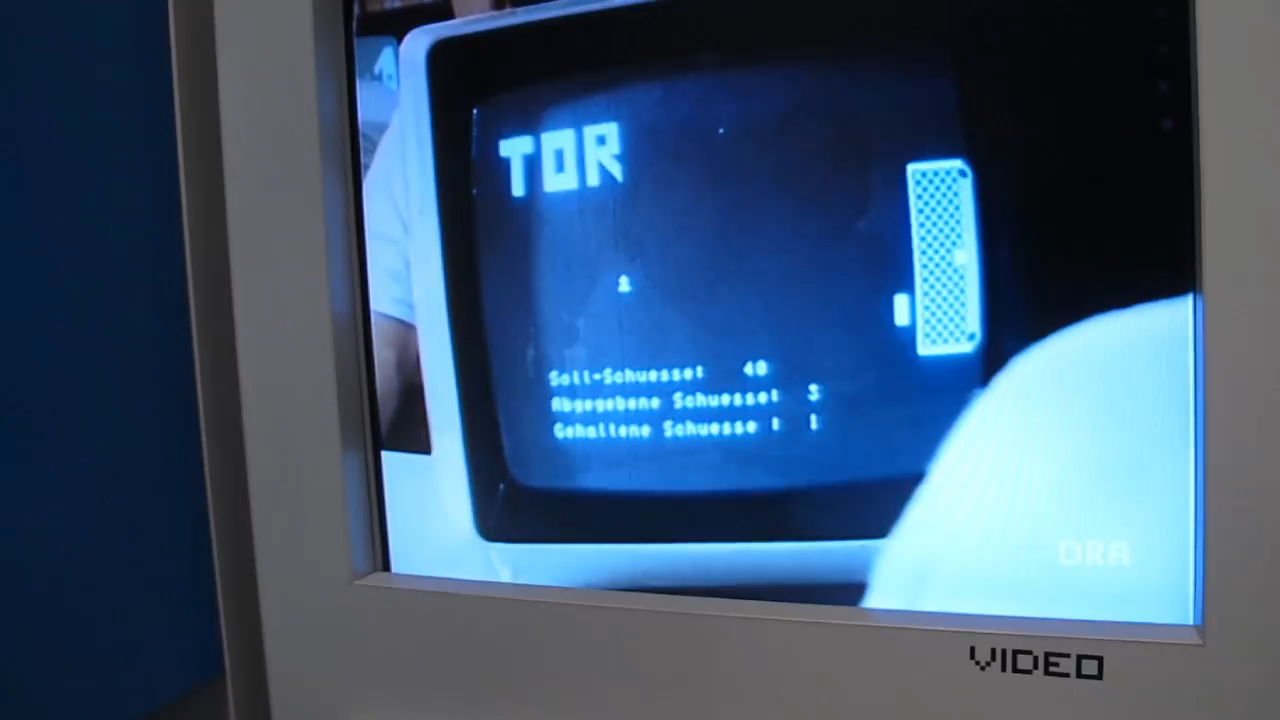 TOR
Soll-Schuesse: 40
Abgegebene Schuesse: 3
Gehaltene Schuesse : 1
DRA
VIDEO